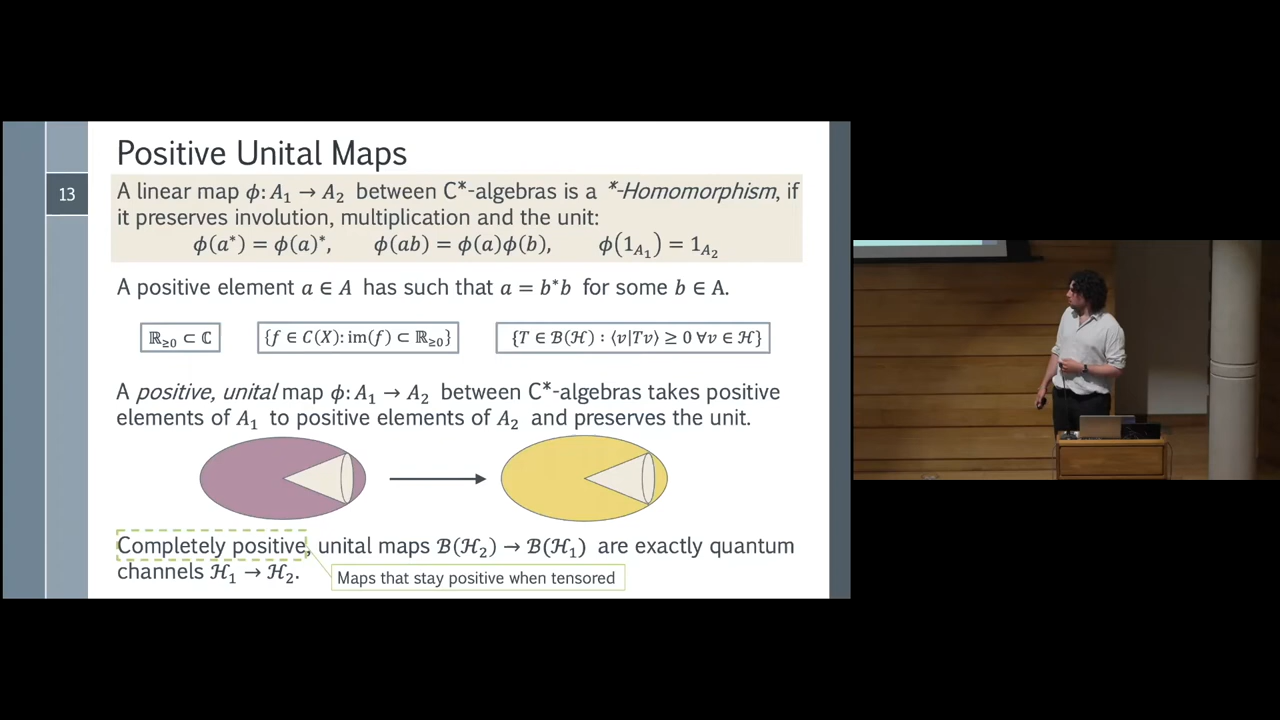 Positive Unital Maps
13
A linear map ϕ: A₁ → A₂ between C*-algebras is a *-Homomorphism, if
it preserves involution, multiplication and the unit:
ϕ(a*) = ϕ(a)*, ϕ(ab) = ϕ(a)ϕ(b), ϕ(1_{A₁}) = 1_{A₂}
A positive element a ∈ A has such that a = b*b for some b ∈ A.
ℝ≥0 ⊂ ℂ {f ∈ C(X): im(f) ⊂ ℝ≥0} {T ∈ ℬ(ℋ) : ⟨v|Tv⟩ ≥ 0 ∀v ∈ ℋ}
A positive, unital map ϕ: A₁ → A₂ between C*-algebras takes positive
elements of A₁ to positive elements of A₂ and preserves the unit.
Completely positive, unital maps ℬ(ℋ₂) → ℬ(ℋ₁) are exactly quantum
channels ℋ₁ → ℋ₂.
Maps that stay positive when tensored